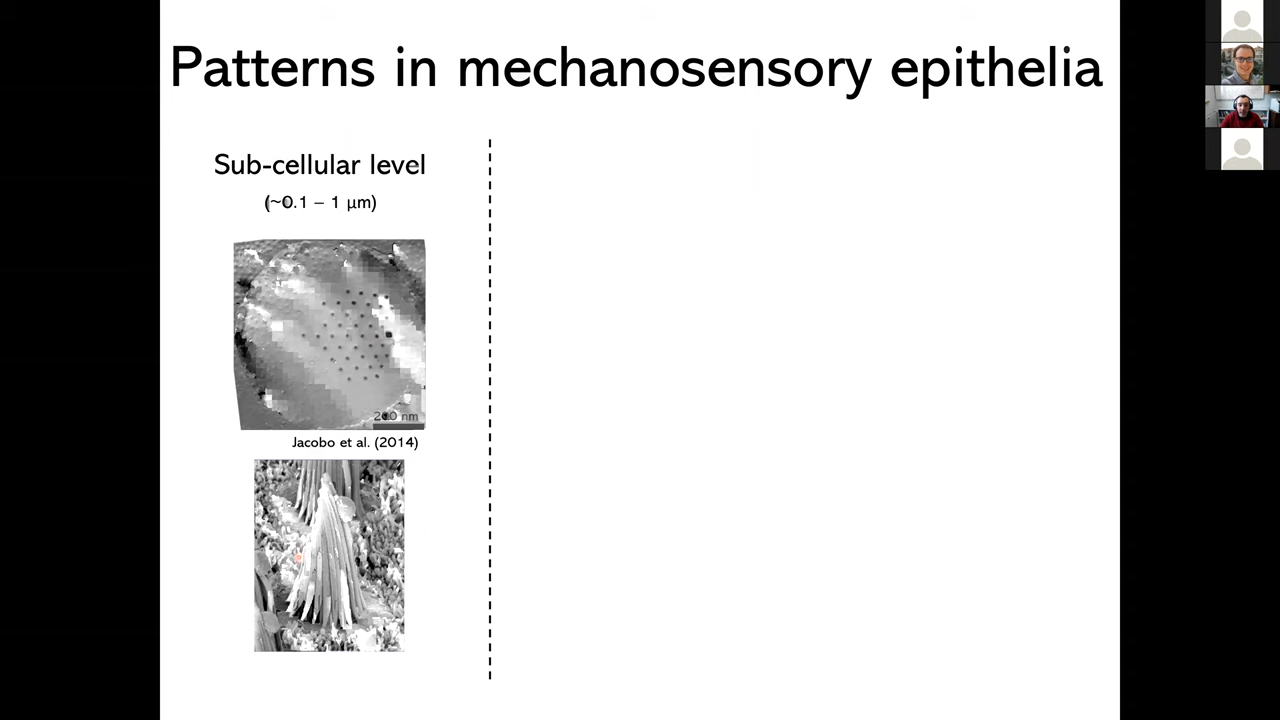 Patterns in mechanosensory epithelia
Sub-cellular level
(~0.1 – 1 µm)
200 nm
Jacobo et al. (2014)